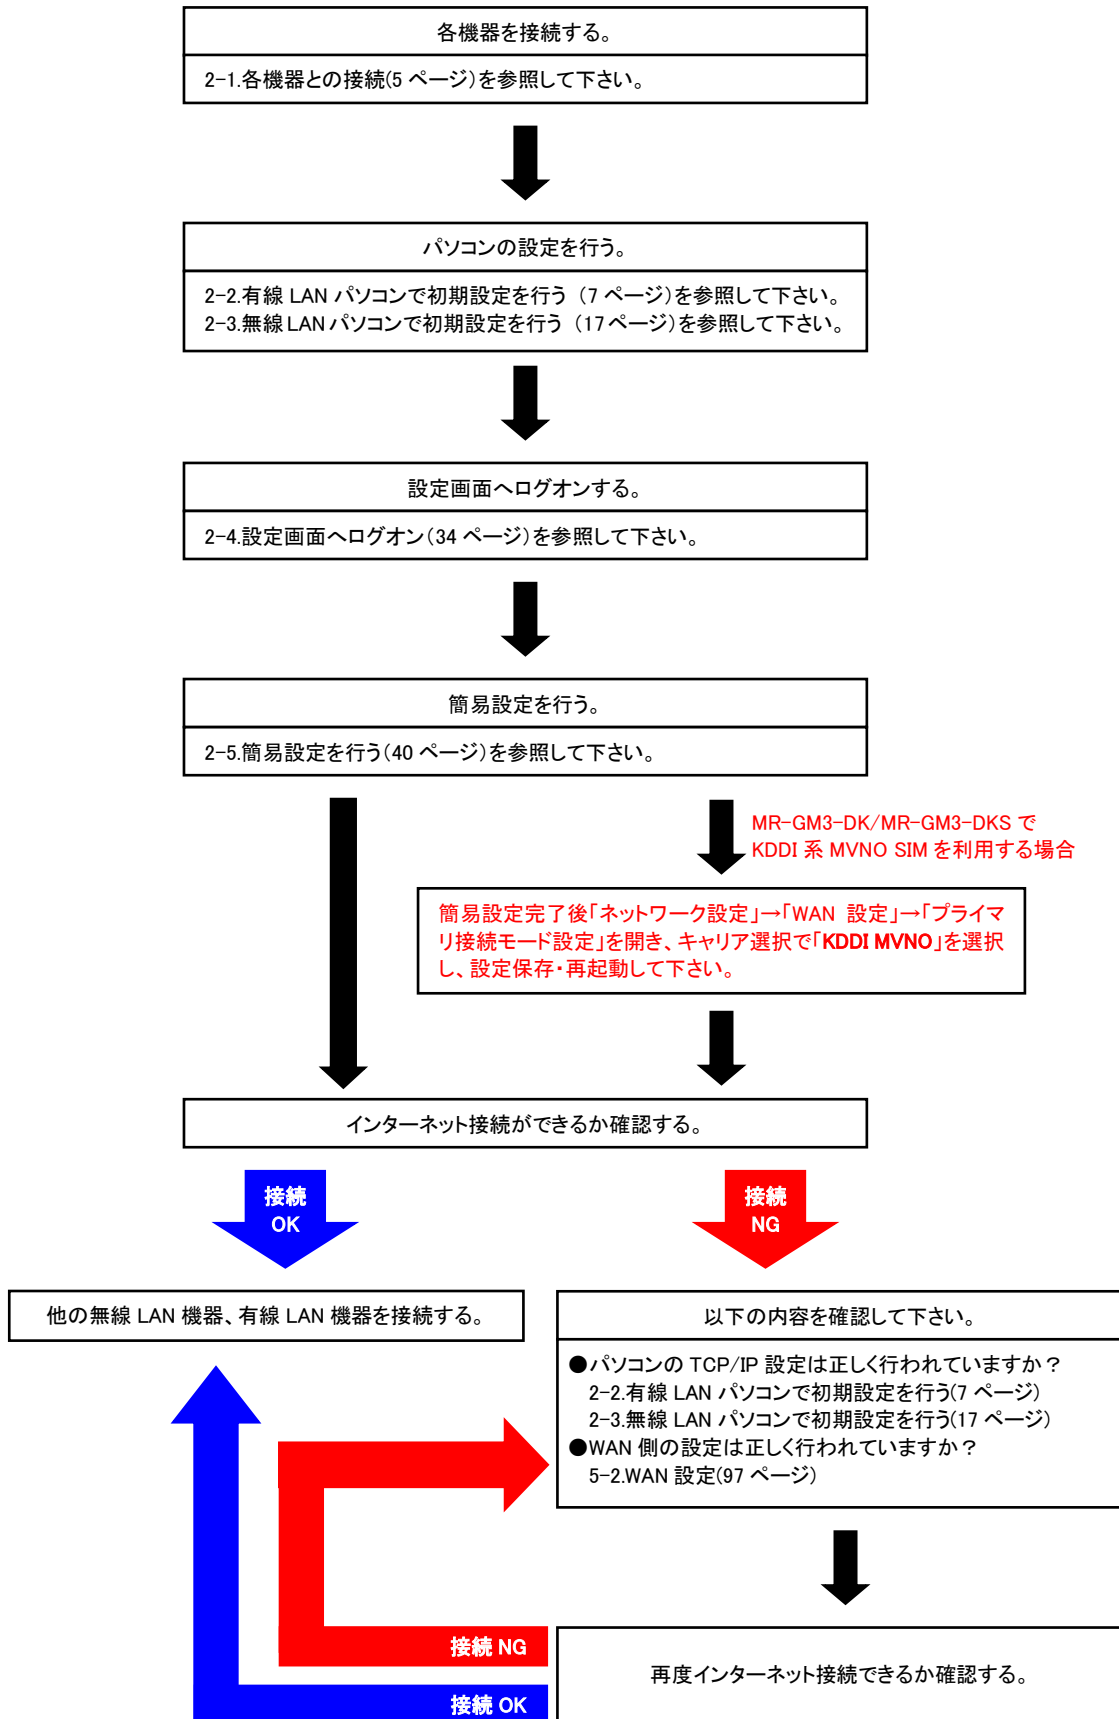 各機器を接続する。
2-1.各機器との接続(5 ページ)を参照して下さい。
パソコンの設定を行う。
2-2.有線 LAN パソコンで初期設定を行う (7 ページ)を参照して下さい。
2-3.無線 LAN パソコンで初期設定を行う (17 ページ)を参照して下さい。
設定画面へログオンする。
2-4.設定画面へログオン(34 ページ)を参照して下さい。
簡易設定を行う。
2-5.簡易設定を行う(40 ページ)を参照して下さい。
MR-GM3-DK/MR-GM3-DKS で
KDDI 系 MVNO SIM を利用する場合
簡易設定完了後「ネットワーク設定」→「WAN 設定」→「プライマ
リ接続モード設定」を開き、キャリア選択で「KDDI MVNO」を選択
し、設定保存・再起動して下さい。
インターネット接続ができるか確認する。
接続
OK
接続
NG
他の無線 LAN 機器、有線 LAN 機器を接続する。
以下の内容を確認して下さい。
●パソコンの TCP/IP 設定は正しく行われていますか？
2-2.有線 LAN パソコンで初期設定を行う(7 ページ)
2-3.無線 LAN パソコンで初期設定を行う(17 ページ)
●WAN 側の設定は正しく行われていますか？
5-2.WAN 設定(97 ページ)
接続 NG
再度インターネット接続できるか確認する。
接続 OK